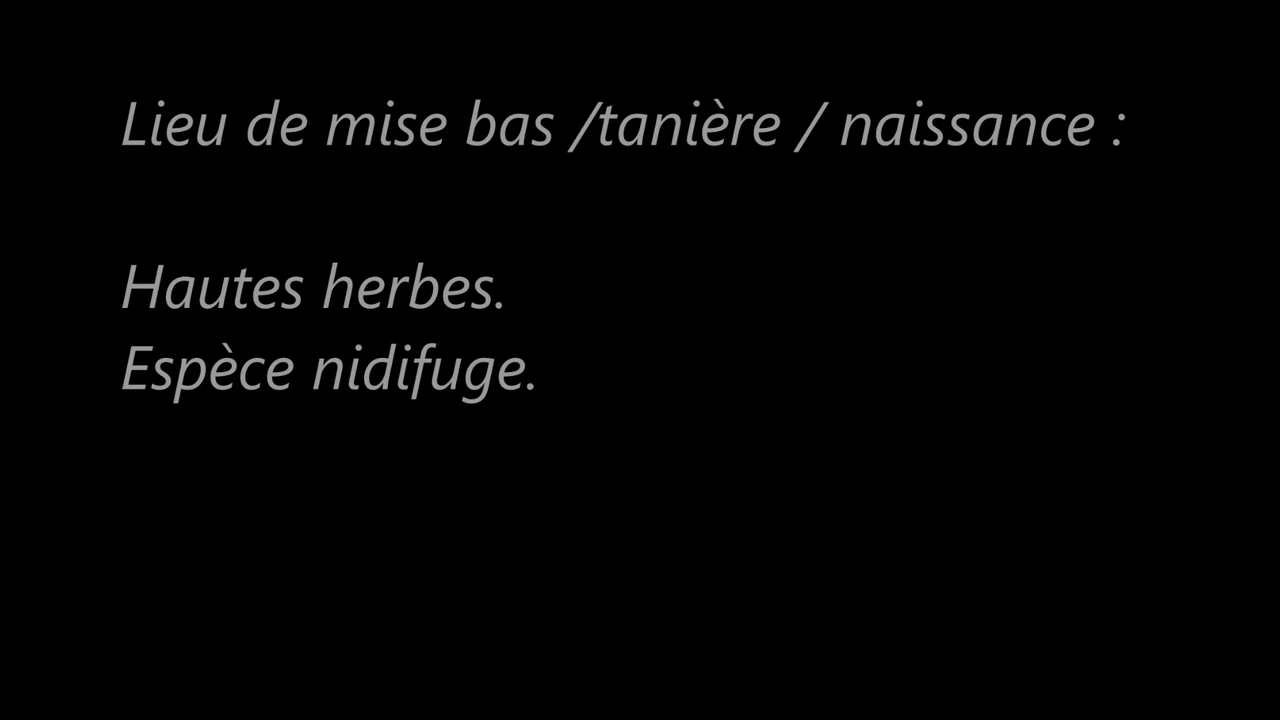 Lieu de mise bas /tanière / naissance :
Hautes herbes.
Espèce nidifuge.